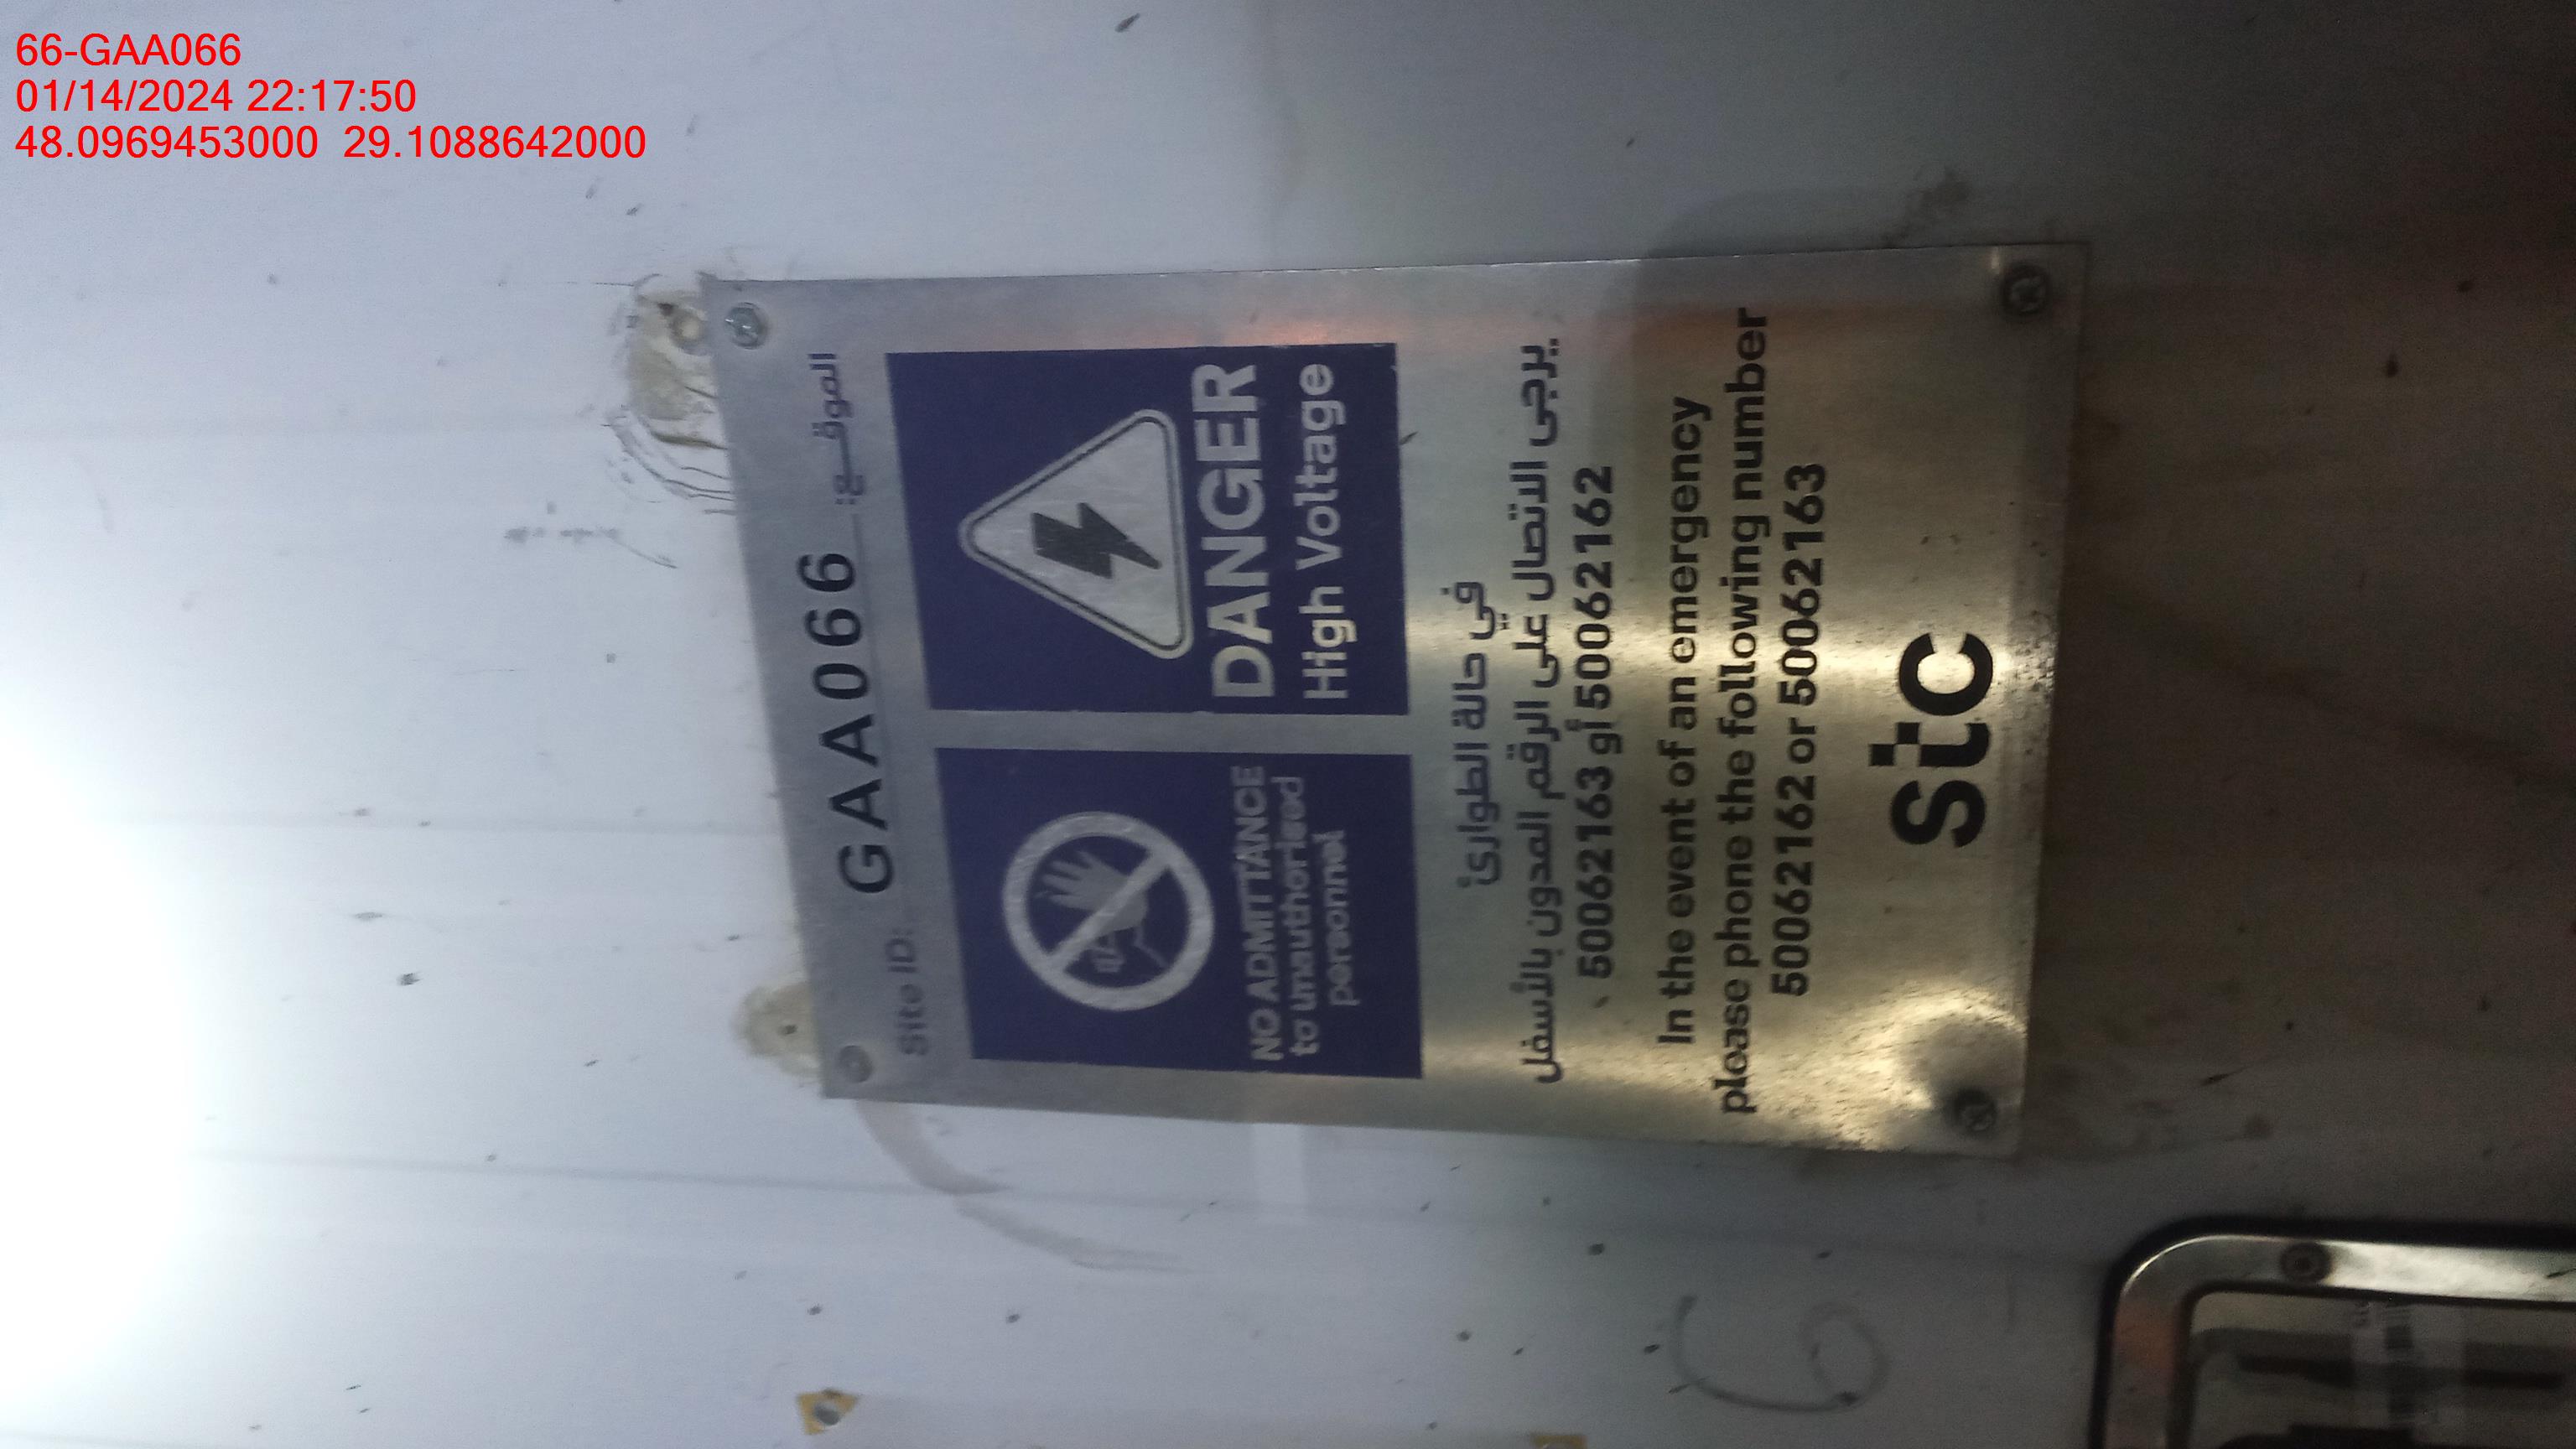 66-GAA066
01/14/2024 22:17:50
48.0969453000 29.1088642000
Site ID: GAA066 الموقع:
NO ADMITTANCE
to unauthorised
personnel
DANGER
High Voltage
في حالة الطوارئ
يرجى الاتصال على الرقم المدون بالأسفل
50062163 أو 50062162
In the event of an emergency
please phone the following number
50062162 or 50062163
stc
6